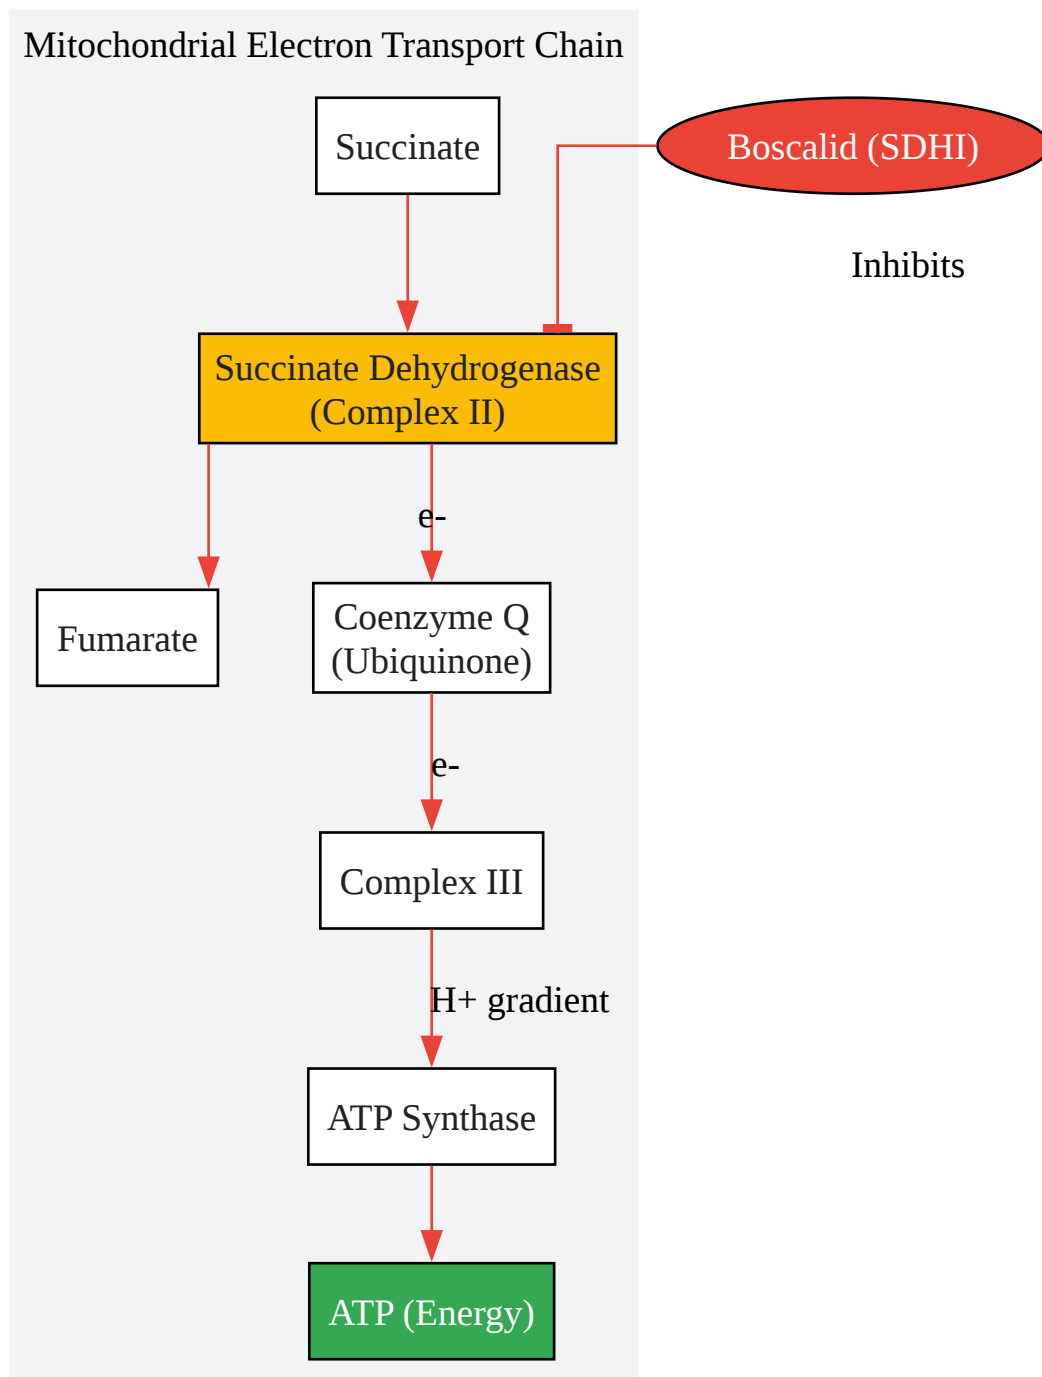 Mitochondrial Electron Transport Chain
Succinate
Boscalid (SDHI)
Inhibits
Succinate Dehydrogenase
(Complex II)
e-
Fumarate
Coenzyme Q
(Ubiquinone)
e-
Complex III
H+ gradient
ATP Synthase
ATP (Energy)